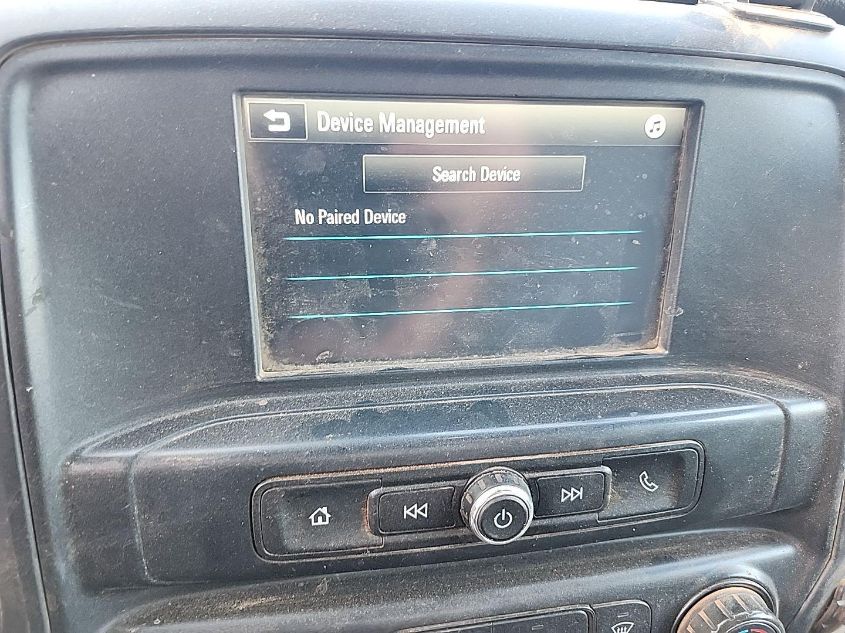 Device Management
Search Device
No Paired Device